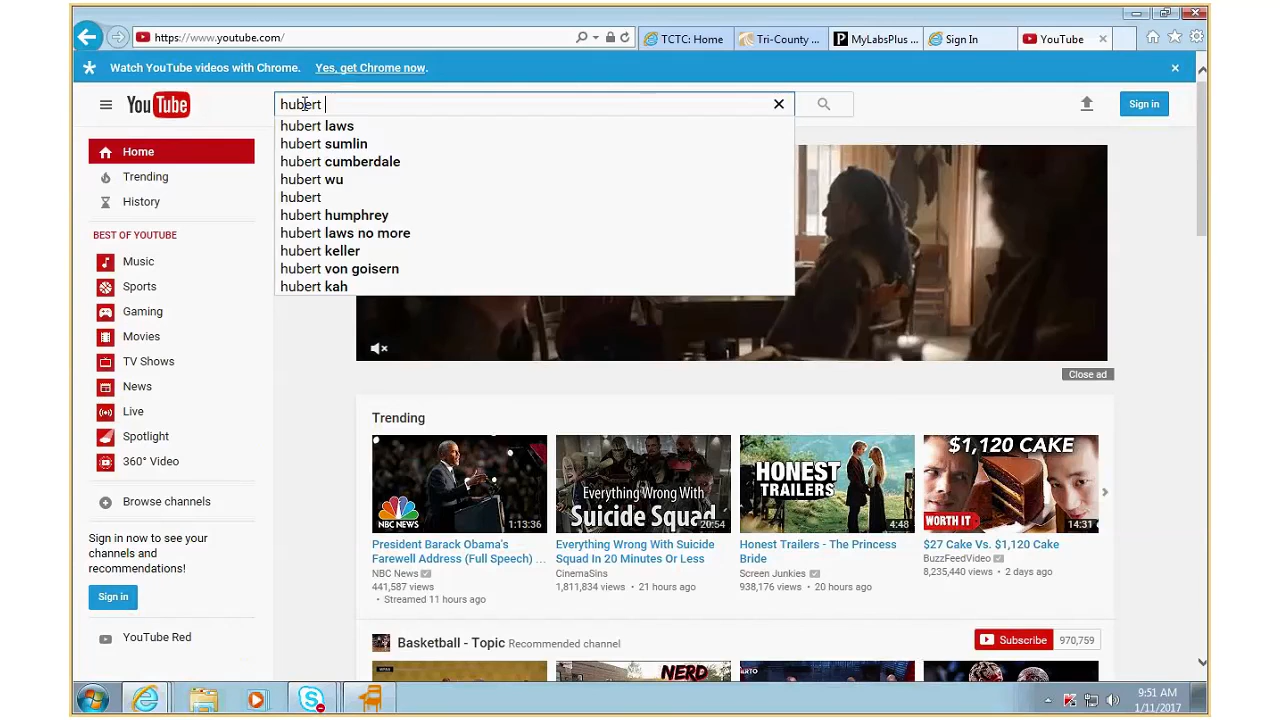 https://www.youtube.com/
TCTC: Home
Tri-County ...
MyLabsPlus ...
Sign In
YouTube
Watch YouTube videos with Chrome. Yes, get Chrome now.
YouTube
hubert
Sign in
hubert laws
hubert sumlin
hubert cumberdale
hubert wu
hubert
hubert humphrey
hubert laws no more
hubert keller
hubert von goisern
hubert kah
Home
Trending
History
BEST OF YOUTUBE
Music
Sports
Gaming
Movies
TV Shows
News
Live
Spotlight
360° Video
Browse channels
Sign in now to see your
channels and
recommendations!
Sign in
YouTube Red
Close ad
Trending
NBC NEWS
1:13:36
President Barack Obama's
Farewell Address (Full Speech) ...
NBC News
441,587 views
• Streamed 11 hours ago
Everything Wrong With
Suicide Squad
20:54
Everything Wrong With Suicide
Squad In 20 Minutes Or Less
CinemaSins
1,811,834 views • 21 hours ago
HONEST
TRAILERS
4:48
Honest Trailers - The Princess
Bride
Screen Junkies
938,176 views • 20 hours ago
$1,120 CAKE
WORTH IT
14:31
$27 Cake Vs. $1,120 Cake
BuzzFeedVideo
8,235,440 views • 2 days ago
Basketball - Topic Recommended channel
Subscribe 970,759
NERD
9:51 AM
1/11/2017